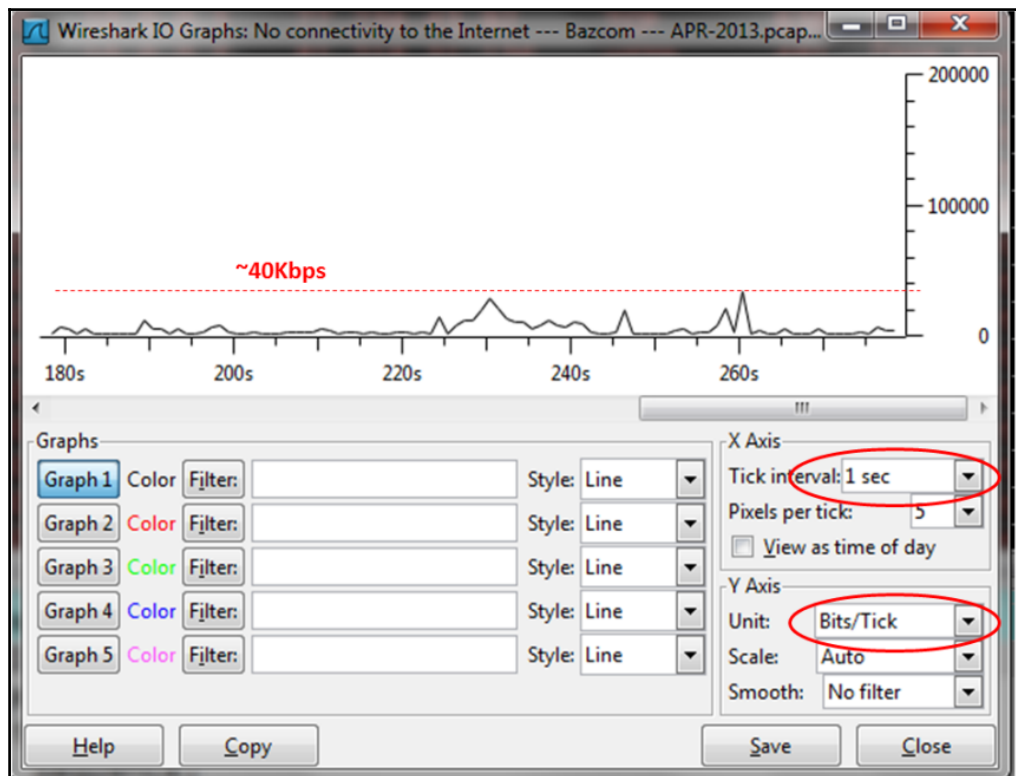 Wireshark IO Graphs: No connectivity to the Internet --- Bazcom --- APR-2013.pcap...
200000
100000
~40Kbps
0
180s 200s 220s 240s 260s
Graphs
Graph 1 Color Filter: Style: Line
Graph 2 Color Filter: Style: Line
Graph 3 Color Filter: Style: Line
Graph 4 Color Filter: Style: Line
Graph 5 Color Filter: Style: Line
X Axis
Tick interval: 1 sec
Pixels per tick: 5
View as time of day
Y Axis
Unit: Bits/Tick
Scale: Auto
Smooth: No filter
Help Copy Save Close